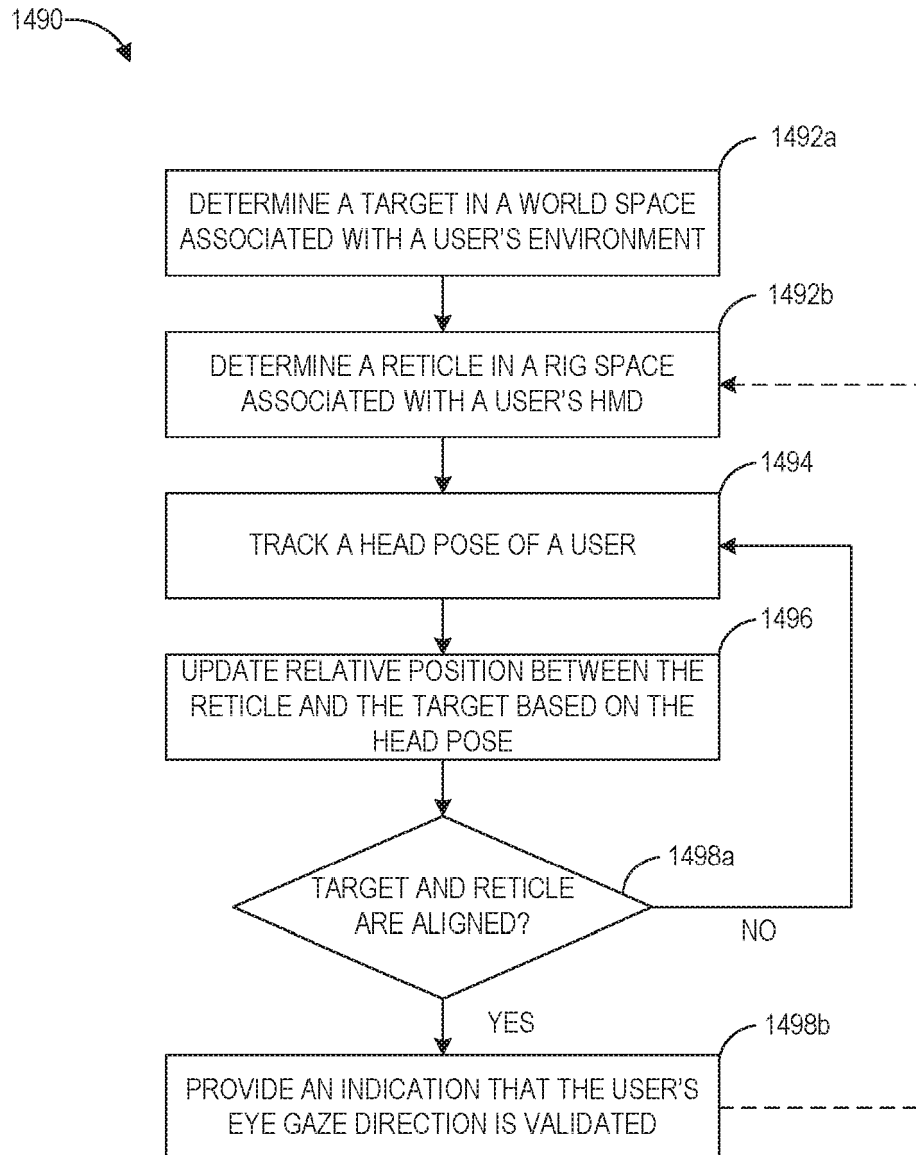 1490
1492a
DETERMINE A TARGET IN A WORLD SPACE
ASSOCIATED WITH A USER'S ENVIRONMENT
1492b
DETERMINE A RETICLE IN A RIG SPACE
ASSOCIATED WITH A USER'S HMD
1494
TRACK A HEAD POSE OF A USER
1496
UPDATE RELATIVE POSITION BETWEEN THE
RETICLE AND THE TARGET BASED ON THE
HEAD POSE
1498a
TARGET AND RETICLE
ARE ALIGNED?
NO
YES
1498b
PROVIDE AN INDICATION THAT THE USER'S
EYE GAZE DIRECTION IS VALIDATED